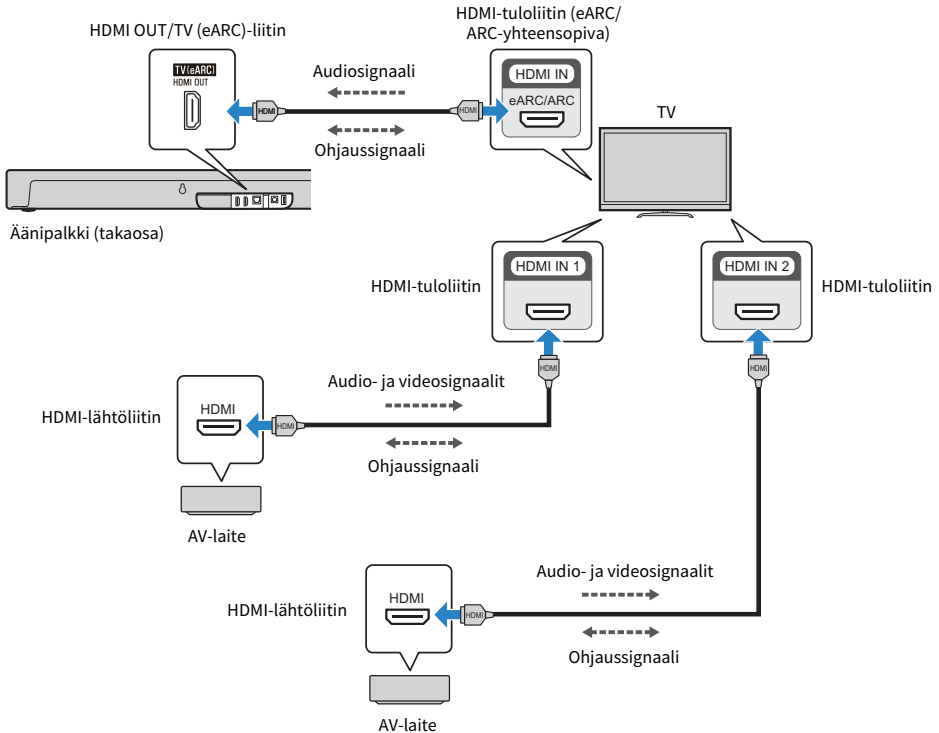 HDMI OUT/TV (eARC)-liitin
HDMI-tuloliitin (eARC/
ARC-yhteensopiva)
TV(eARC)
HDMI OUT
HDMI
Audiosignaali
Ohjaussignaali
HDMI
HDMI IN
eARC/ARC
TV
Äänipalkki (takaosa)
HDMI-tuloliitin
HDMI IN 1
HDMI IN 2
HDMI-tuloliitin
HDMI
HDMI
HDMI-lähtöliitin
HDMI
HDMI
Audio- ja videosignaalit
Ohjaussignaali
AV-laite
HDMI-lähtöliitin
HDMI
HDMI
Audio- ja videosignaalit
Ohjaussignaali
AV-laite